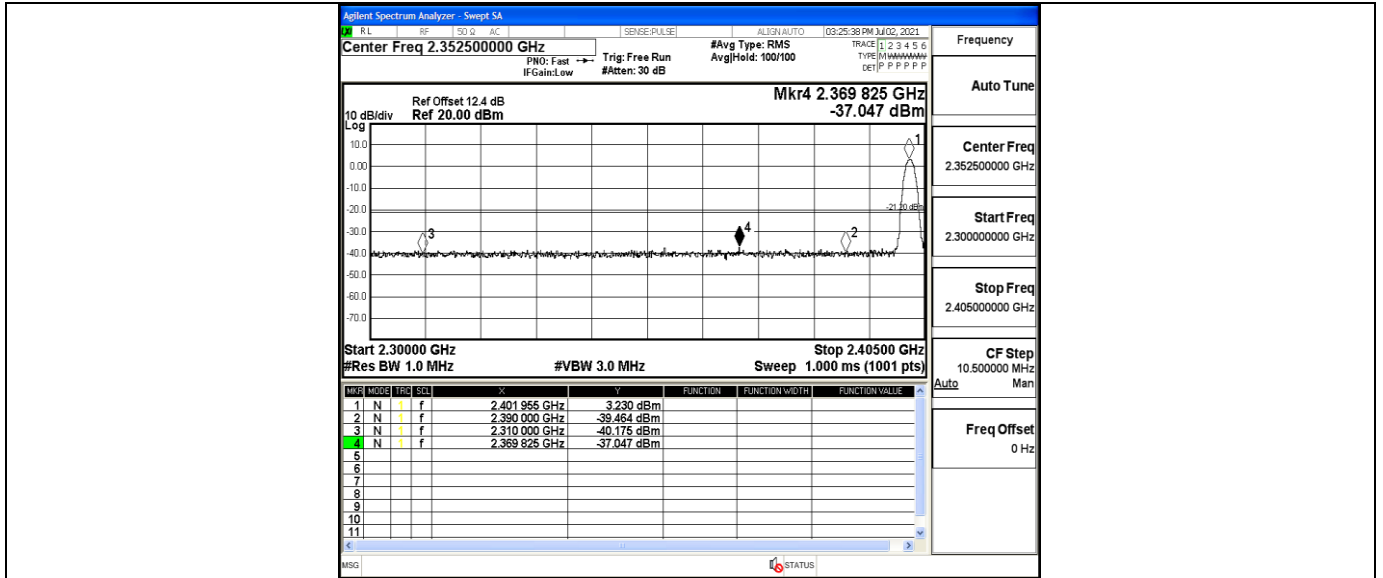 Agilent Spectrum Analyzer - Swept SA
RL RF 50 Ω AC SENSE:PULSE ALIGN AUTO 03:25:38 PM Jul 02, 2021
Center Freq 2.352500000 GHz
PNO: Fast
IFGain:Low
Trig: Free Run
#Atten: 30 dB
#Avg Type: RMS
Avg|Hold: 100/100
TRACE 1 2 3 4 5 6
TYPE M W W W W W
DET P P P P P P
Frequency
Auto Tune
Center Freq
2.352500000 GHz
Start Freq
2.300000000 GHz
Stop Freq
2.405000000 GHz
CF Step
10.500000 MHz
Auto Man
Freq Offset
0 Hz
Mkr4 2.369 825 GHz
-37.047 dBm
Ref Offset 12.4 dB
10 dB/div Ref 20.00 dBm
Log
10.0
0.00
-10.0
-20.0
-30.0
-40.0
-50.0
-60.0
-70.0
1
-21.20 dBm
3
4
2
Start 2.30000 GHz Stop 2.40500 GHz
#Res BW 1.0 MHz #VBW 3.0 MHz Sweep 1.000 ms (1001 pts)
MKR MODE TRC SCL X Y FUNCTION FUNCTION WIDTH FUNCTION VALUE
1 N 1 f 2.401 955 GHz 3.230 dBm
2 N 1 f 2.390 000 GHz -39.464 dBm
3 N 1 f 2.310 000 GHz -40.175 dBm
4 N 1 f 2.369 825 GHz -37.047 dBm
5
6
7
8
9
10
11
MSG STATUS